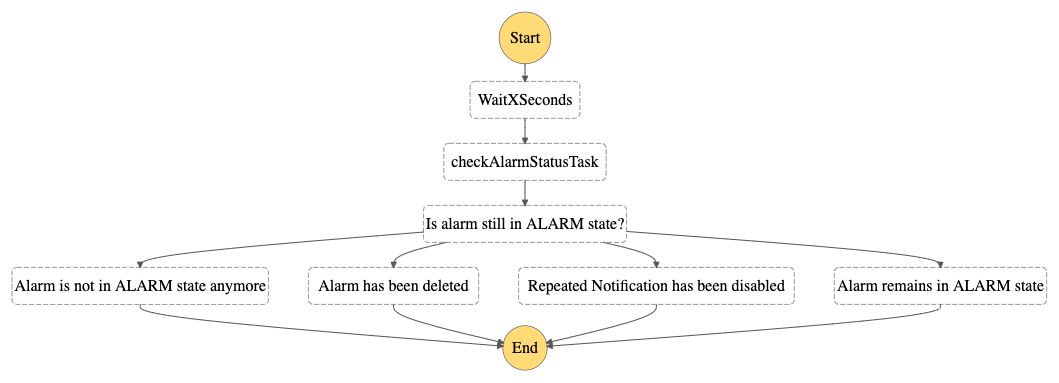 Start
WaitXSeconds
checkAlarmStatusTask
Is alarm still in ALARM state?
Alarm is not in ALARM state anymore
Alarm has been deleted
Repeated Notification has been disabled
Alarm remains in ALARM state
End